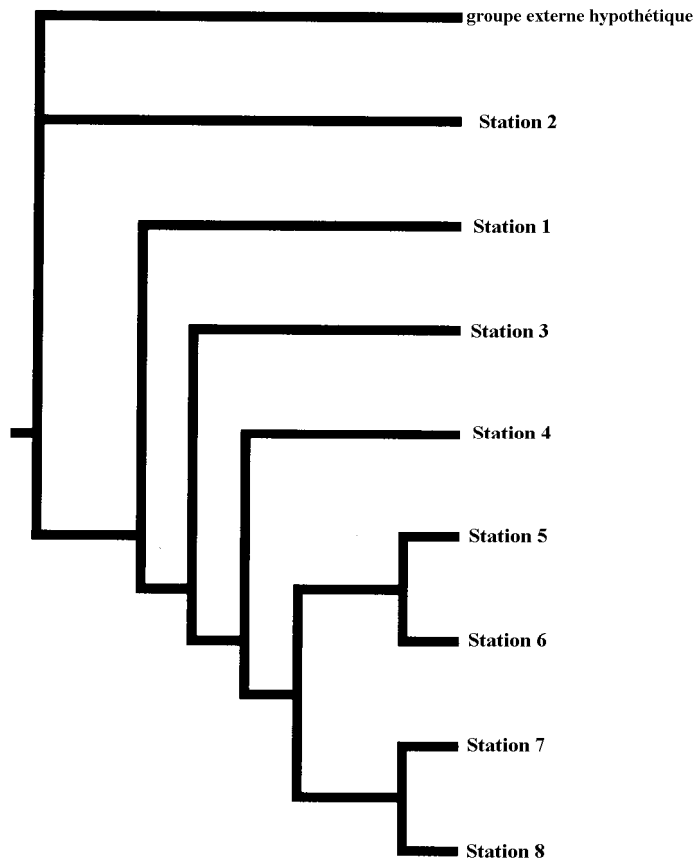 groupe externe hypothétique
Station 2
Station 1
Station 3
Station 4
Station 5
Station 6
Station 7
Station 8